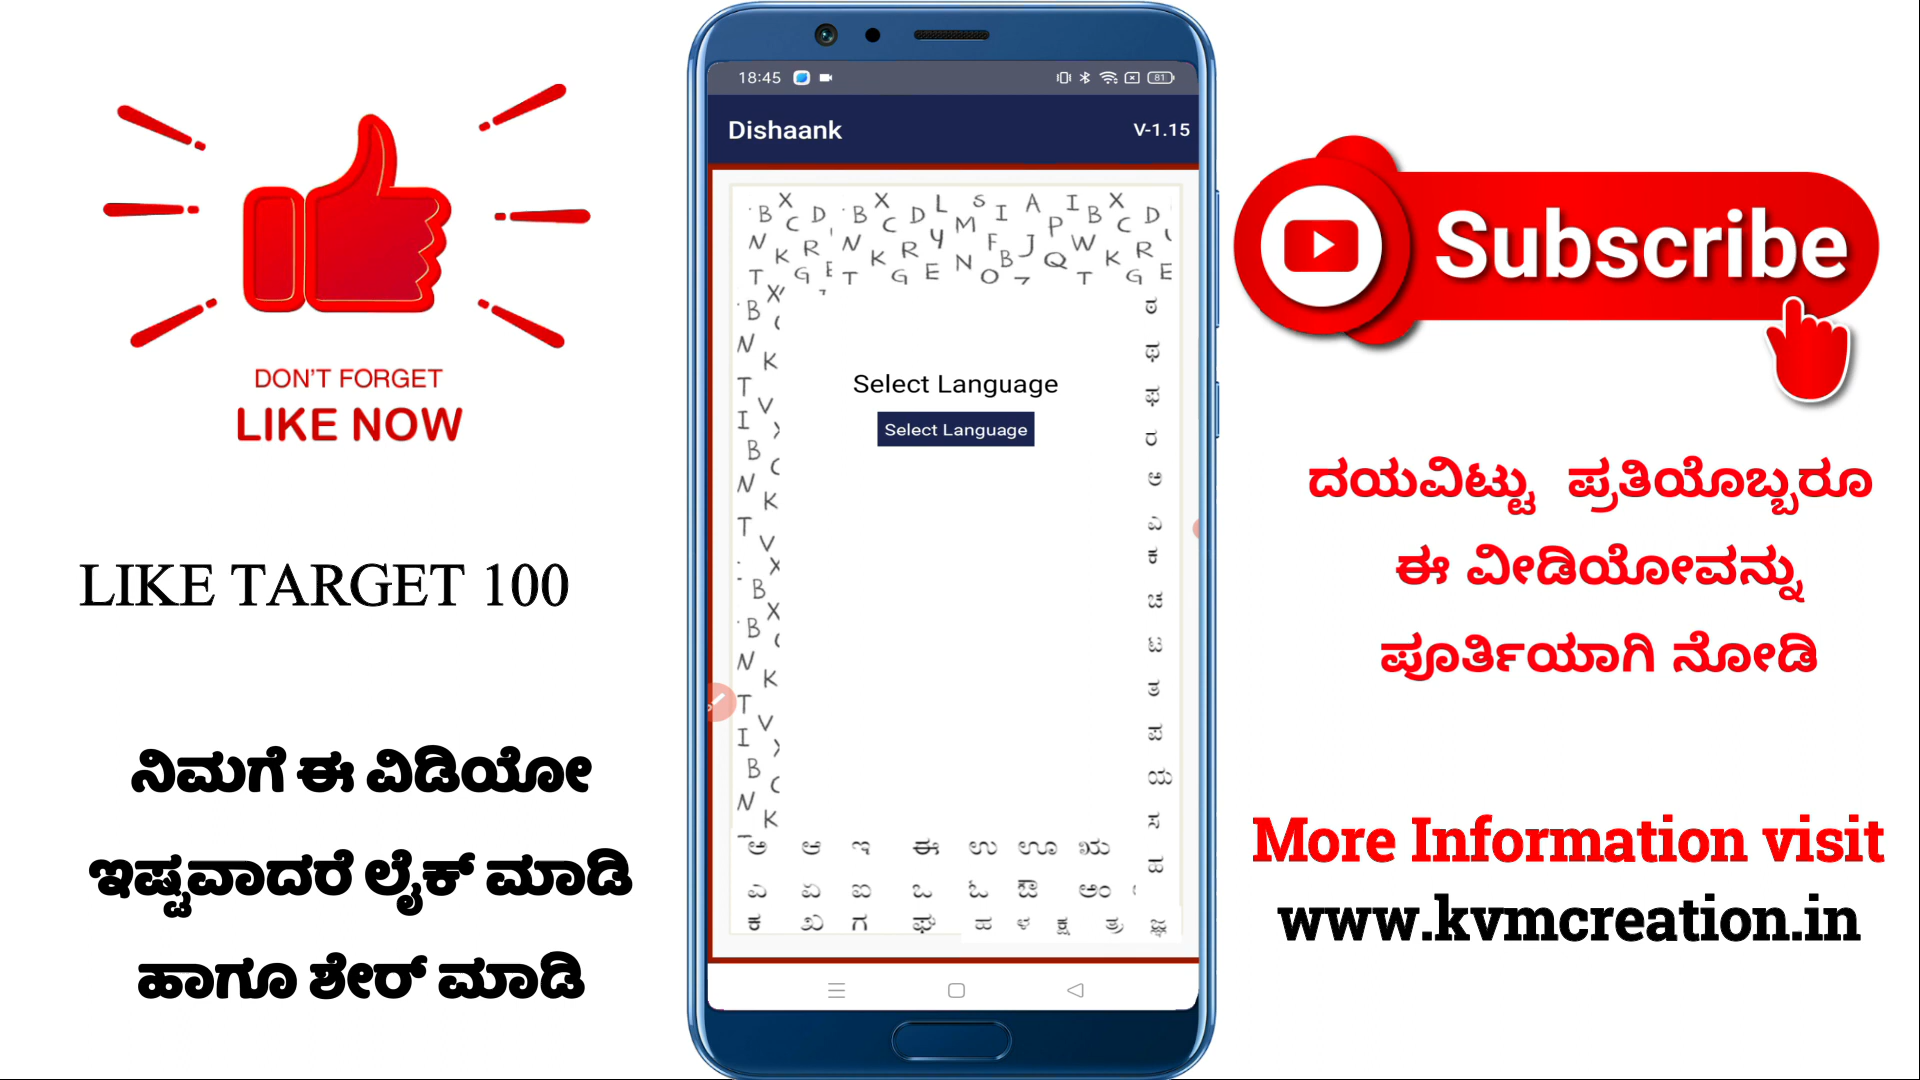 DON'T FORGET
LIKE NOW
LIKE TARGET 100
ನಿಮಗೆ ಈ ವಿಡಿಯೋ
ಇಷ್ಟವಾದರೆ ಲೈಕ್ ಮಾಡಿ
ಹಾಗೂ ಶೇರ್ ಮಾಡಿ
18:45
81
Dishaank
V-1.15
Select Language
Select Language
ಅ ಆ ಇ ಈ ಉ ಊ ಋ
ಎ ಏ ಐ ಒ ಓ ಔ ಅಂ
ಕ ಖ ಗ ಘ ಹ ಳ ಕ್ಷ ತ್ರ ಜ್ಞ
Subscribe
ದಯವಿಟ್ಟು ಪ್ರತಿಯೊಬ್ಬರೂ
ಈ ವೀಡಿಯೋವನ್ನು
ಪೂರ್ತಿಯಾಗಿ ನೋಡಿ
More Information visit
www.kvmcreation.in